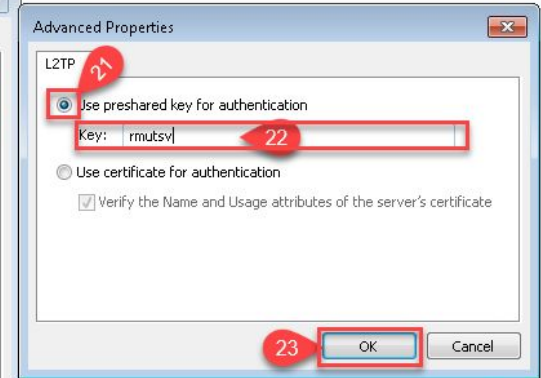 Advanced Properties
L2TP
21
Use preshared key for authentication
Key: rmutsv
22
Use certificate for authentication
Verify the Name and Usage attributes of the server's certificate
23
OK
Cancel